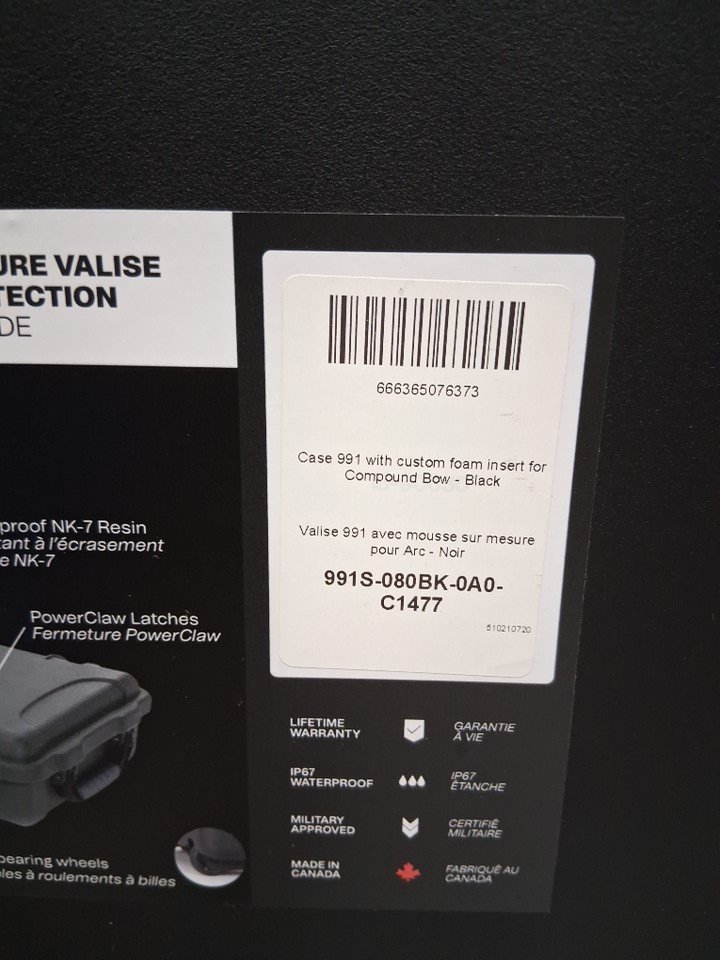 URE VALISE
TECTION
DE
666365076373
Case 991 with custom foam insert for
Compound Bow - Black
Valise 991 avec mousse sur mesure
pour Arc - Noir
991S-080BK-0A0-
C1477
510210720
proof NK-7 Resin
tant à l'écrasement
e NK-7
PowerClaw Latches
Fermeture PowerClaw
bearing wheels
les à roulements à billes
LIFETIME
WARRANTY
GARANTIE
À VIE
IP67
WATERPROOF
IP67
ÉTANCHE
MILITARY
APPROVED
CERTIFIÉ
MILITAIRE
MADE IN
CANADA
FABRIQUÉ AU
CANADA